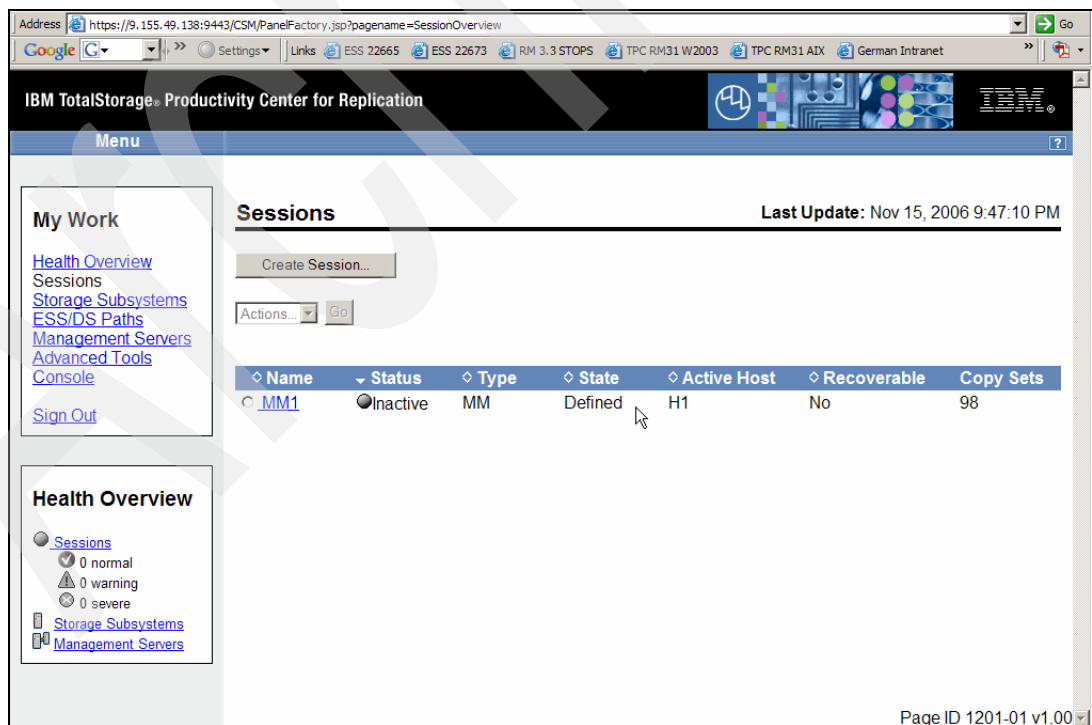 Address https://9.155.49.138:9443/CSM/PanelFactory.jsp?pagename=SessionOverview Go
Google G Settings Links ESS 22665 ESS 22673 RM 3.3 STOPS TPC RM31 W2003 TPC RM31 AIX German Intranet
IBM TotalStorage® Productivity Center for Replication IBM®
Menu ?
My Work
Health Overview
Sessions
Storage Subsystems
ESS/DS Paths
Management Servers
Advanced Tools
Console
Sign Out
Health Overview
Sessions
0 normal
0 warning
0 severe
Storage Subsystems
Management Servers
Sessions Last Update: Nov 15, 2006 9:47:10 PM
Create Session...
Actions... Go
Name Status Type State Active Host Recoverable Copy Sets
MM1 Inactive MM Defined H1 No 98
Page ID 1201-01 v1.00